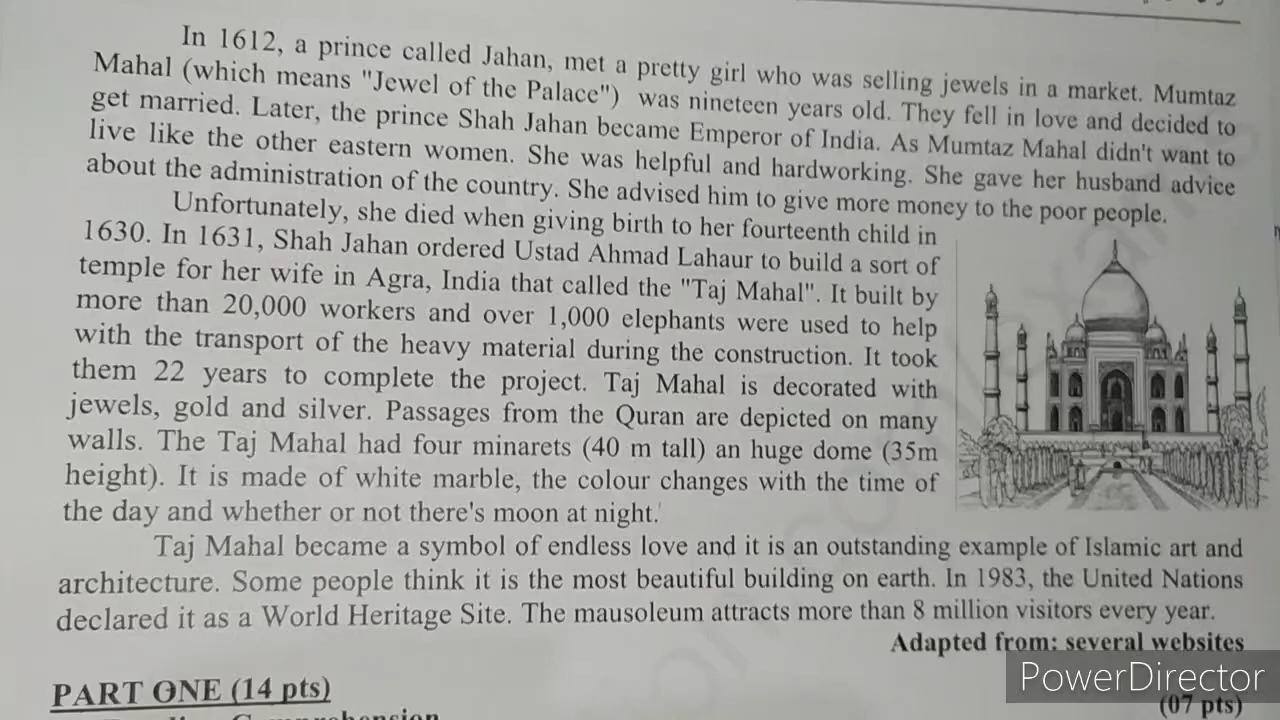 In 1612, a prince called Jahan, met a pretty girl who was selling jewels in a market. Mumtaz
Mahal (which means "Jewel of the Palace") was nineteen years old. They fell in love and decided to
get married. Later, the prince Shah Jahan became Emperor of India. As Mumtaz Mahal didn't want to
live like the other eastern women. She was helpful and hardworking. She gave her husband advice
about the administration of the country. She advised him to give more money to the poor people.
Unfortunately, she died when giving birth to her fourteenth child in
1630. In 1631, Shah Jahan ordered Ustad Ahmad Lahaur to build a sort of
temple for her wife in Agra, India that called the "Taj Mahal". It built by
more than 20,000 workers and over 1,000 elephants were used to help
with the transport of the heavy material during the construction. It took
them 22 years to complete the project. Taj Mahal is decorated with
jewels, gold and silver. Passages from the Quran are depicted on many
walls. The Taj Mahal had four minarets (40 m tall) an huge dome (35m
height). It is made of white marble, the colour changes with the time of
the day and whether or not there's moon at night.
Taj Mahal became a symbol of endless love and it is an outstanding example of Islamic art and
architecture. Some people think it is the most beautiful building on earth. In 1983, the United Nations
declared it as a World Heritage Site. The mausoleum attracts more than 8 million visitors every year.
Adapted from: several websites
PowerDirector
PART ONE (14 pts)
(07 pts)